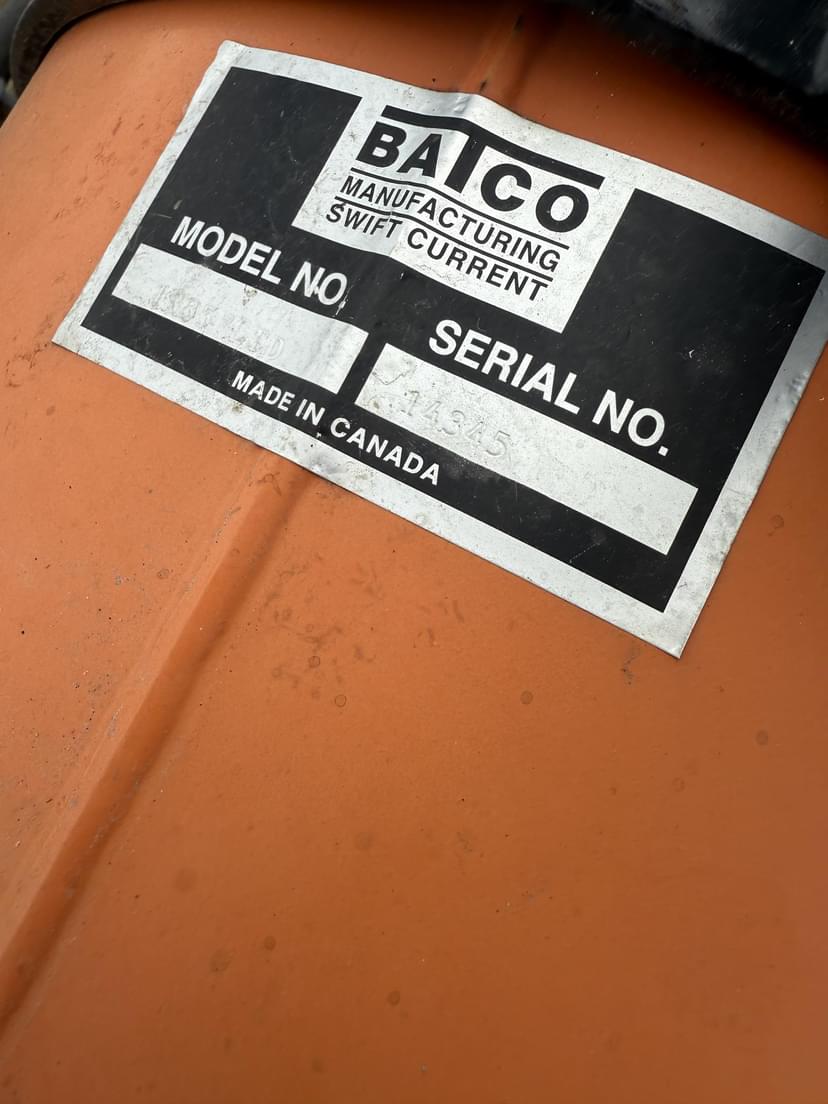 BATCO
MANUFACTURING
SWIFT CURRENT
MODEL NO.
SERIAL NO.
14345
MADE IN CANADA